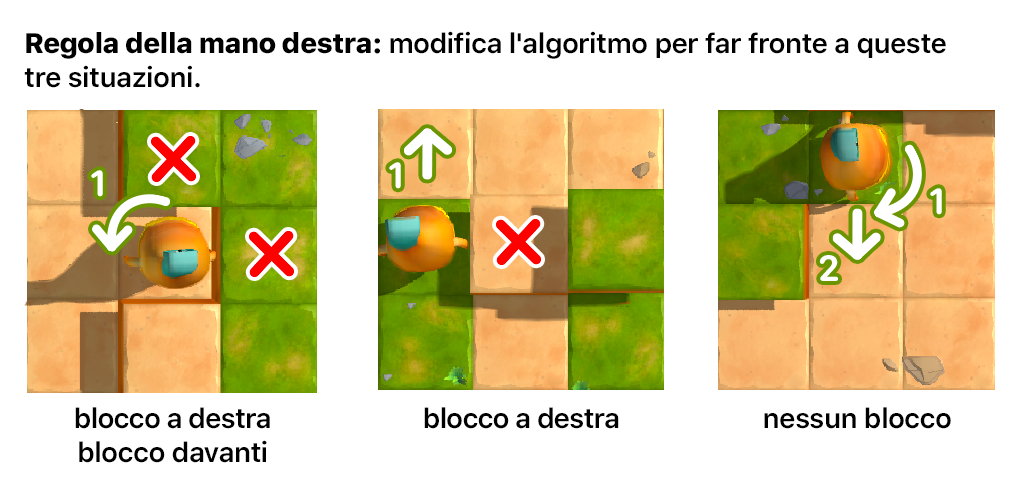 Regola della mano destra: modifica l'algoritmo per far fronte a queste
tre situazioni.
1
1
1
2
blocco a destra
blocco davanti
blocco a destra
nessun blocco